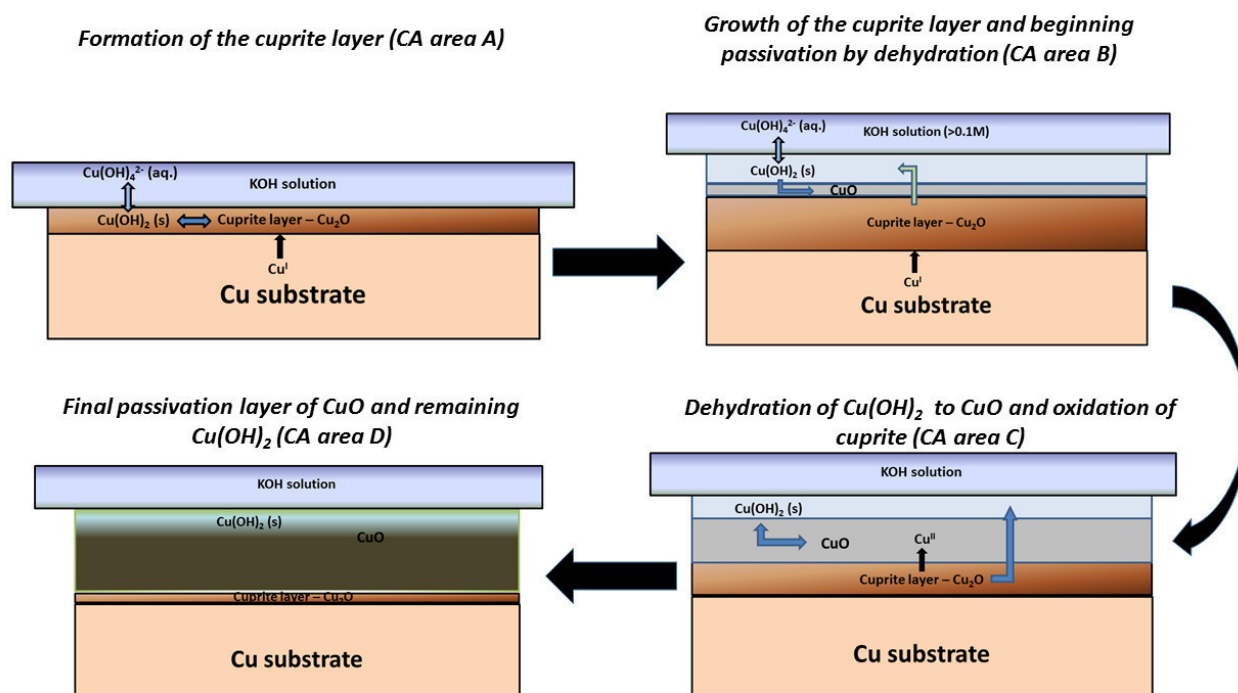 Formation of the cuprite layer (CA area A)
Cu(OH)₄²⁻ (aq.)
KOH solution
Cu(OH)₂ (s)
Cuprite layer – Cu₂O
Cuᴵ
Cu substrate
Growth of the cuprite layer and beginning
passivation by dehydration (CA area B)
Cu(OH)₄²⁻ (aq.)
KOH solution (>0.1M)
Cu(OH)₂ (s)
CuO
Cuprite layer – Cu₂O
Cuᴵ
Cu substrate
Final passivation layer of CuO and remaining
Cu(OH)₂ (CA area D)
KOH solution
Cu(OH)₂ (s)
CuO
Cuprite layer – Cu₂O
Cu substrate
Dehydration of Cu(OH)₂ to CuO and oxidation of
cuprite (CA area C)
KOH solution
Cu(OH)₂ (s)
CuO
Cuᴵᴵ
Cuprite layer – Cu₂O
Cu substrate